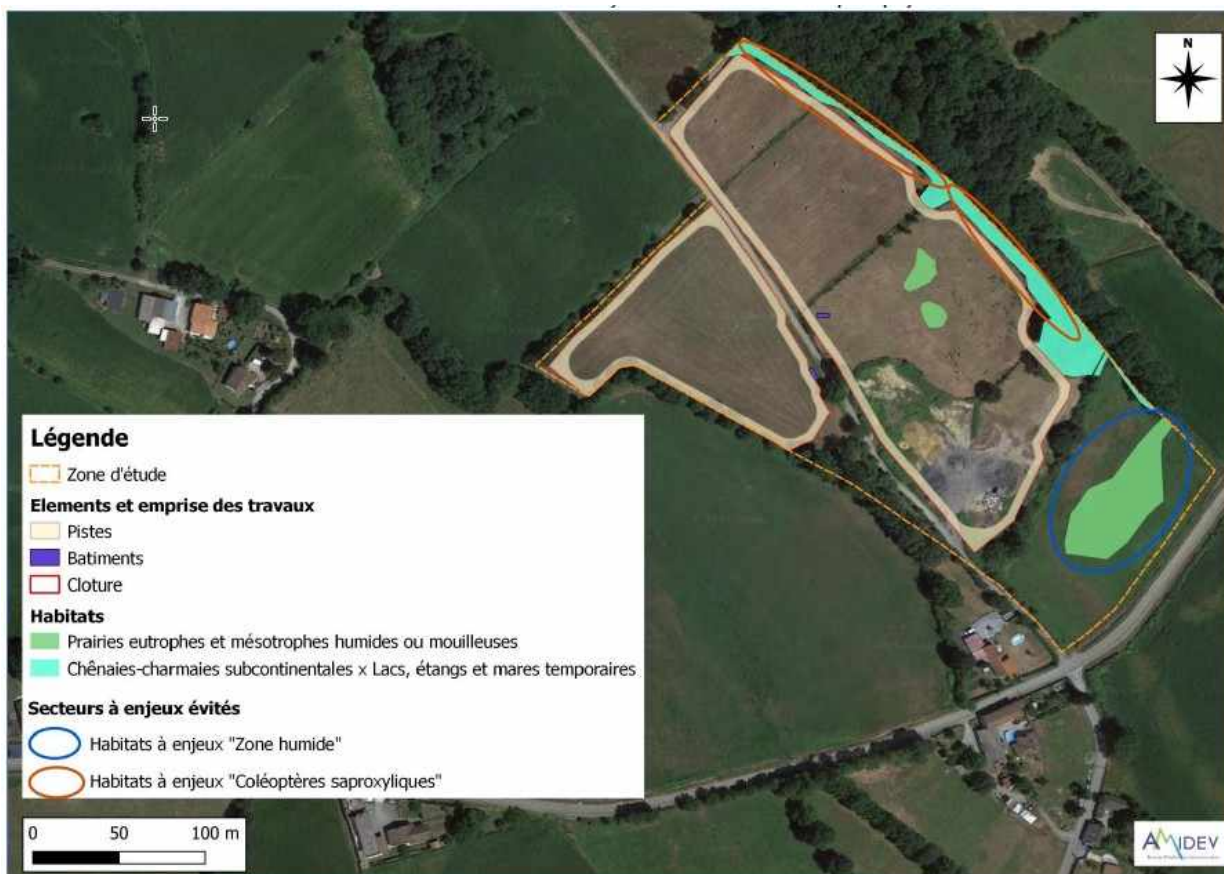 N
Légende
Zone d'étude
Elements et emprise des travaux
Pistes
Batiments
Cloture
Habitats
Prairies eutrophes et mésotrophes humides ou mouilleuses
Chênaies-charmaies subcontinentales x Lacs, étangs et mares temporaires
Secteurs à enjeux évités
Habitats à enjeux "Zone humide"
Habitats à enjeux "Coléoptères saproxyliques"
0 50 100 m
AMIDEV